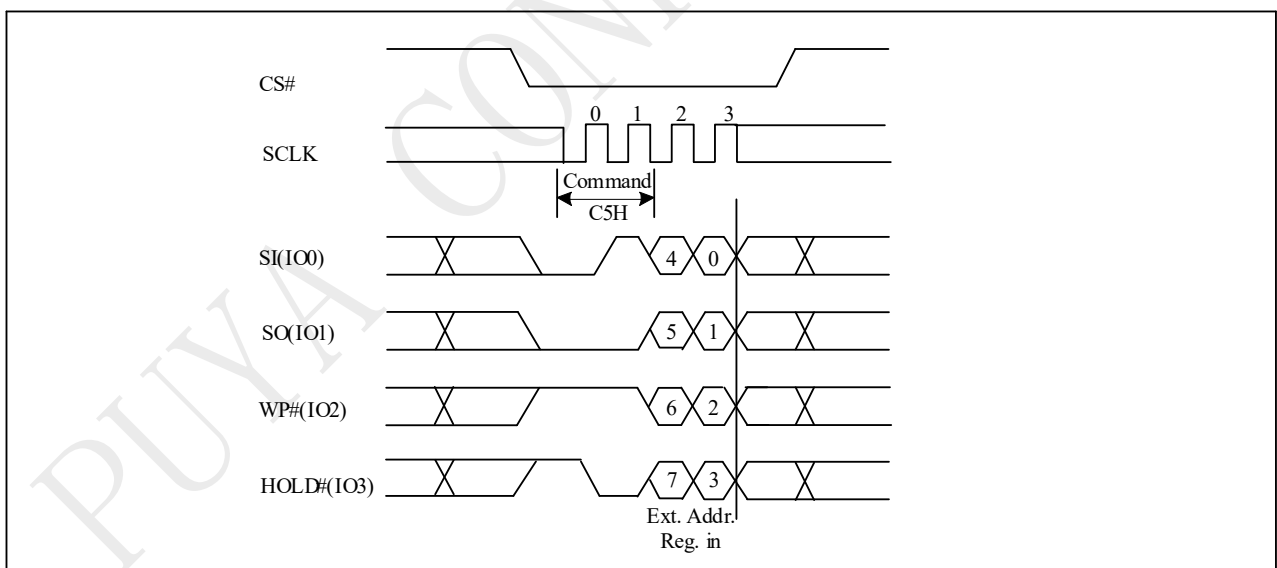 CS#
0 1 2 3
SCLK
Command
C5H
SI(IO0) 4 0
SO(IO1) 5 1
WP#(IO2) 6 2
HOLD#(IO3) 7 3
Ext. Addr.
Reg. in
PUYA